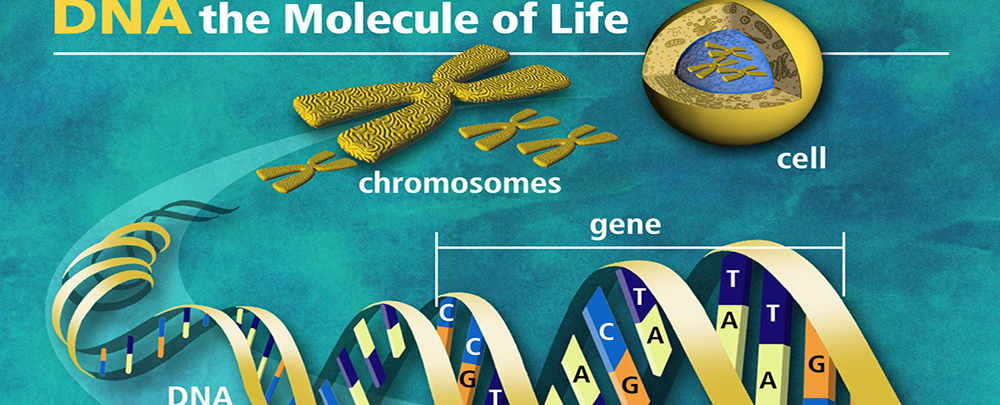 DNA the Molecule of Life
cell
chromosomes
gene
T
T
C
T
C
C
A
A
A
G
G
G
A
T
DNA